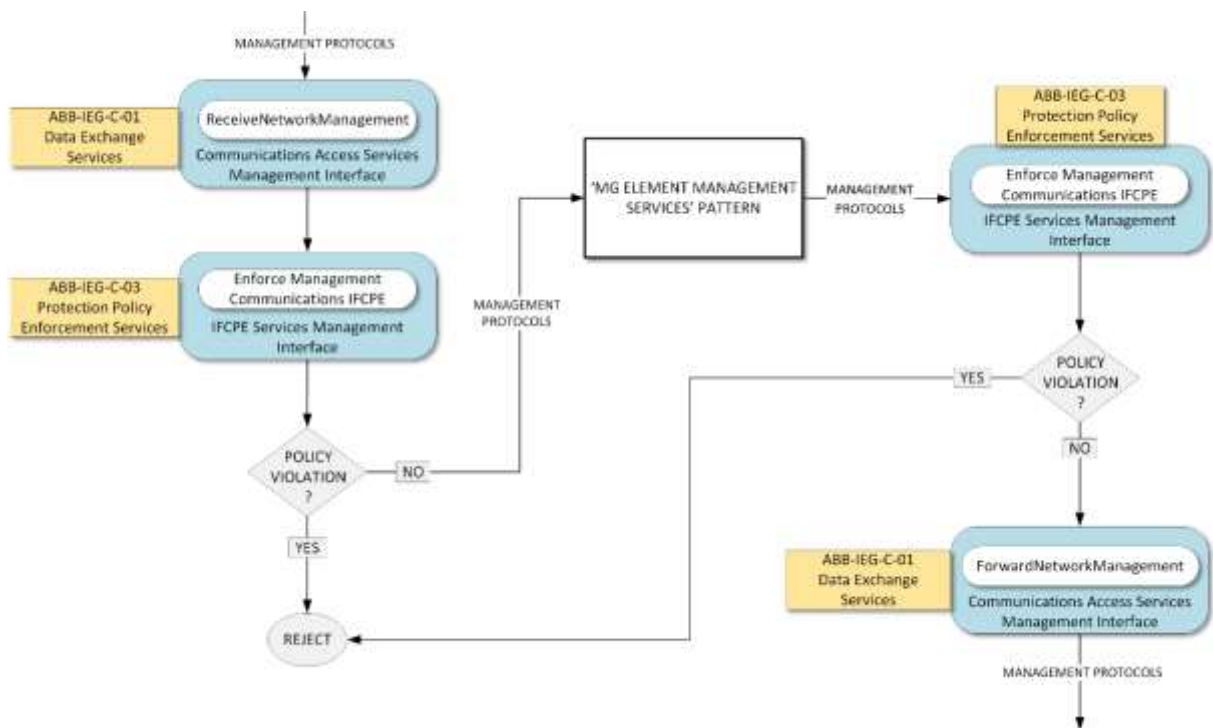 MANAGEMENT PROTOCOLS
ABB-IEG-C-01
Data Exchange
Services
ReceiveNetworkManagement
Communications Access Services
Management Interface
ABB-IEG-C-03
Protection Policy
Enforcement Services
Enforce Management
Communications IFCPE
IFCPE Services Management
Interface
POLICY
VIOLATION
?
NO
YES
REJECT
MANAGEMENT
PROTOCOLS
'MG ELEMENT MANAGEMENT
SERVICES' PATTERN
MANAGEMENT
PROTOCOLS
ABB-IEG-C-03
Protection Policy
Enforcement Services
Enforce Management
Communications IFCPE
IFCPE Services Management
Interface
POLICY
VIOLATION
?
YES
NO
ABB-IEG-C-01
Data Exchange
Services
ForwardNetworkManagement
Communications Access Services
Management Interface
MANAGEMENT PROTOCOLS